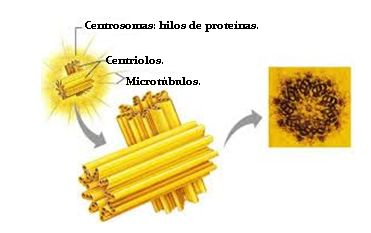 Centrosomas: hilos de proteínas.
Centriolos.
Microtúbulos.